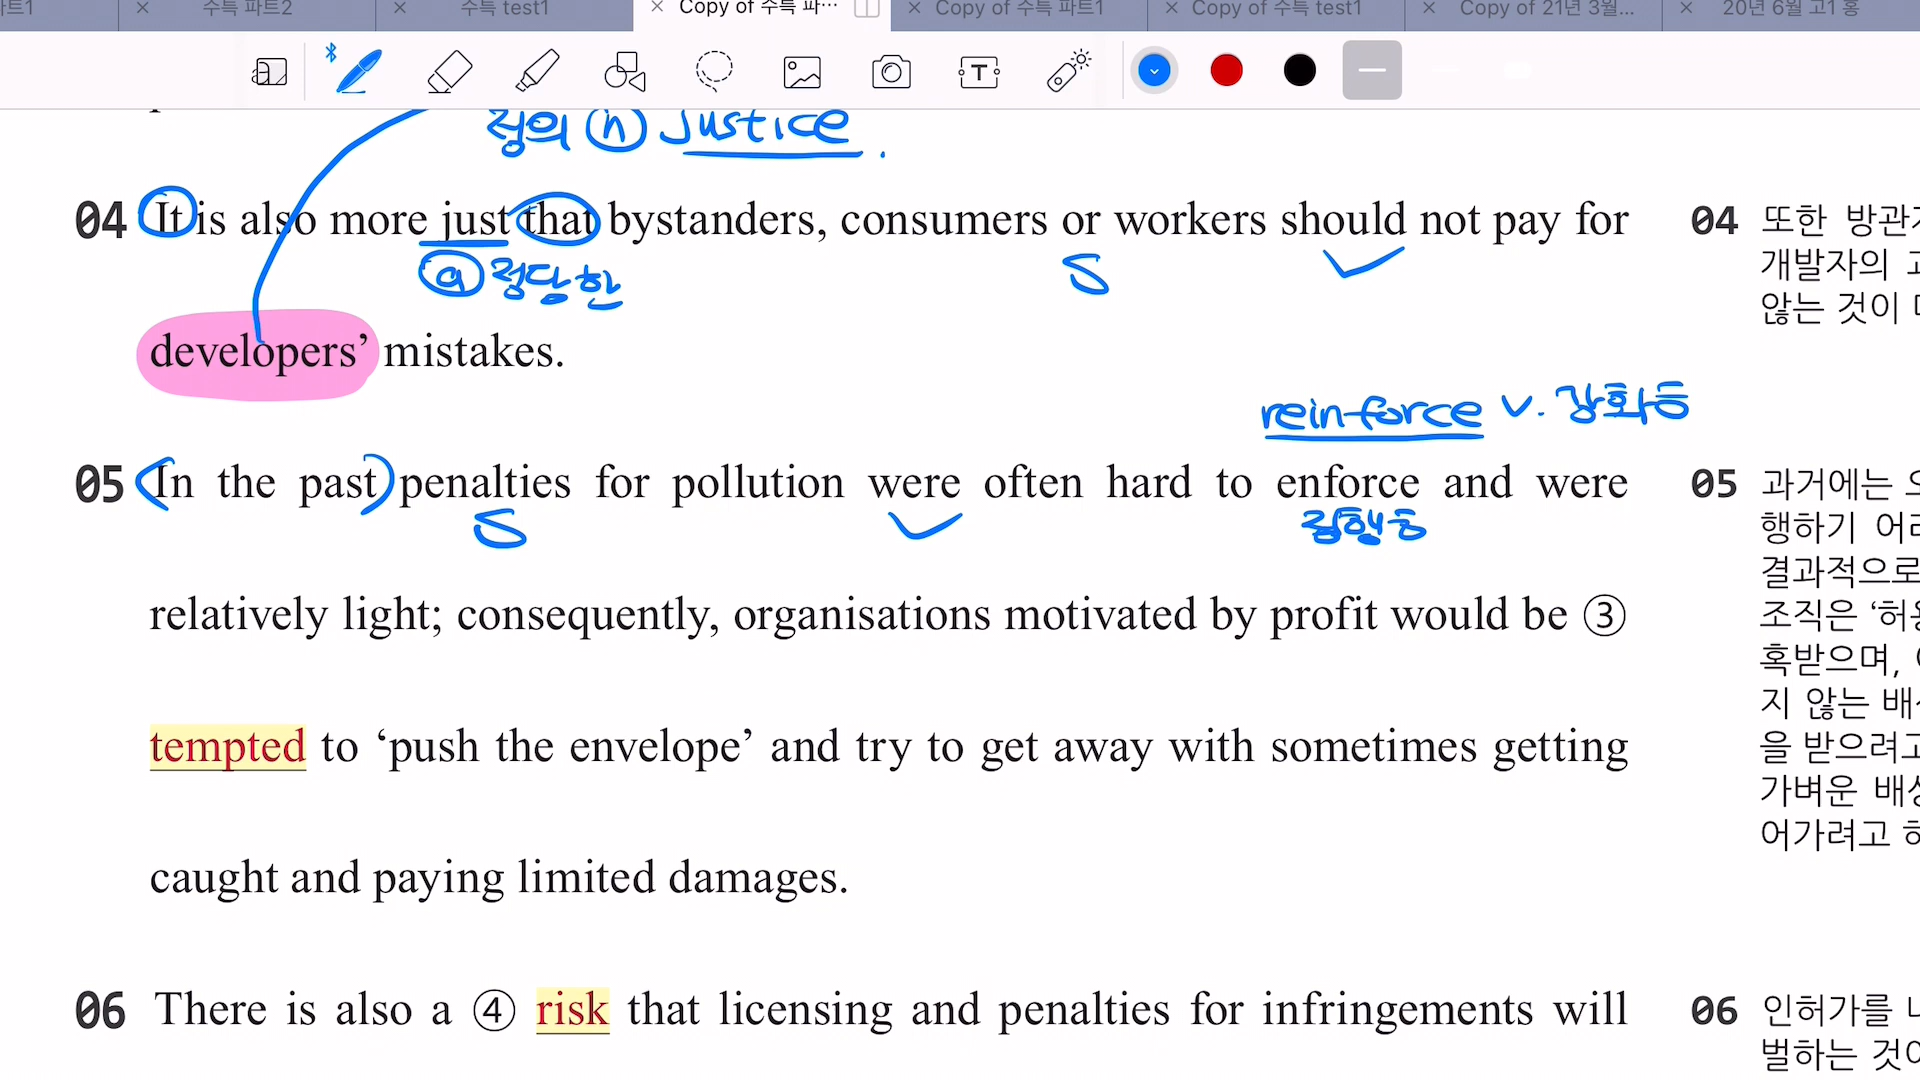 트1 × 수특 파트2 × 수특 test1 × Copy of 수특 파… × Copy of 수특 파트1 × Copy of 수특 test1 × Copy of 21년 3월... × 20년 6월 고1 홍
정의 ⓝ justice.
04 It is also more just that bystanders, consumers or workers should not pay for
ⓐ 정당한 S V
developers’ mistakes.
reinforce v. 강화하
05 (In the past) penalties for pollution were often hard to enforce and were
S V 집행하
relatively light; consequently, organisations motivated by profit would be ③
tempted to ‘push the envelope’ and try to get away with sometimes getting
caught and paying limited damages.
06 There is also a ④ risk that licensing and penalties for infringements will
04 또한 방관
개발자의
않는 것이
05 과거에는
행하기 어
결과적으로
조직은 ‘허용
혹받으며,
지 않는 배
을 받으려고
가벼운 배상
어가려고 하
06 인허가를
벌하는 것이